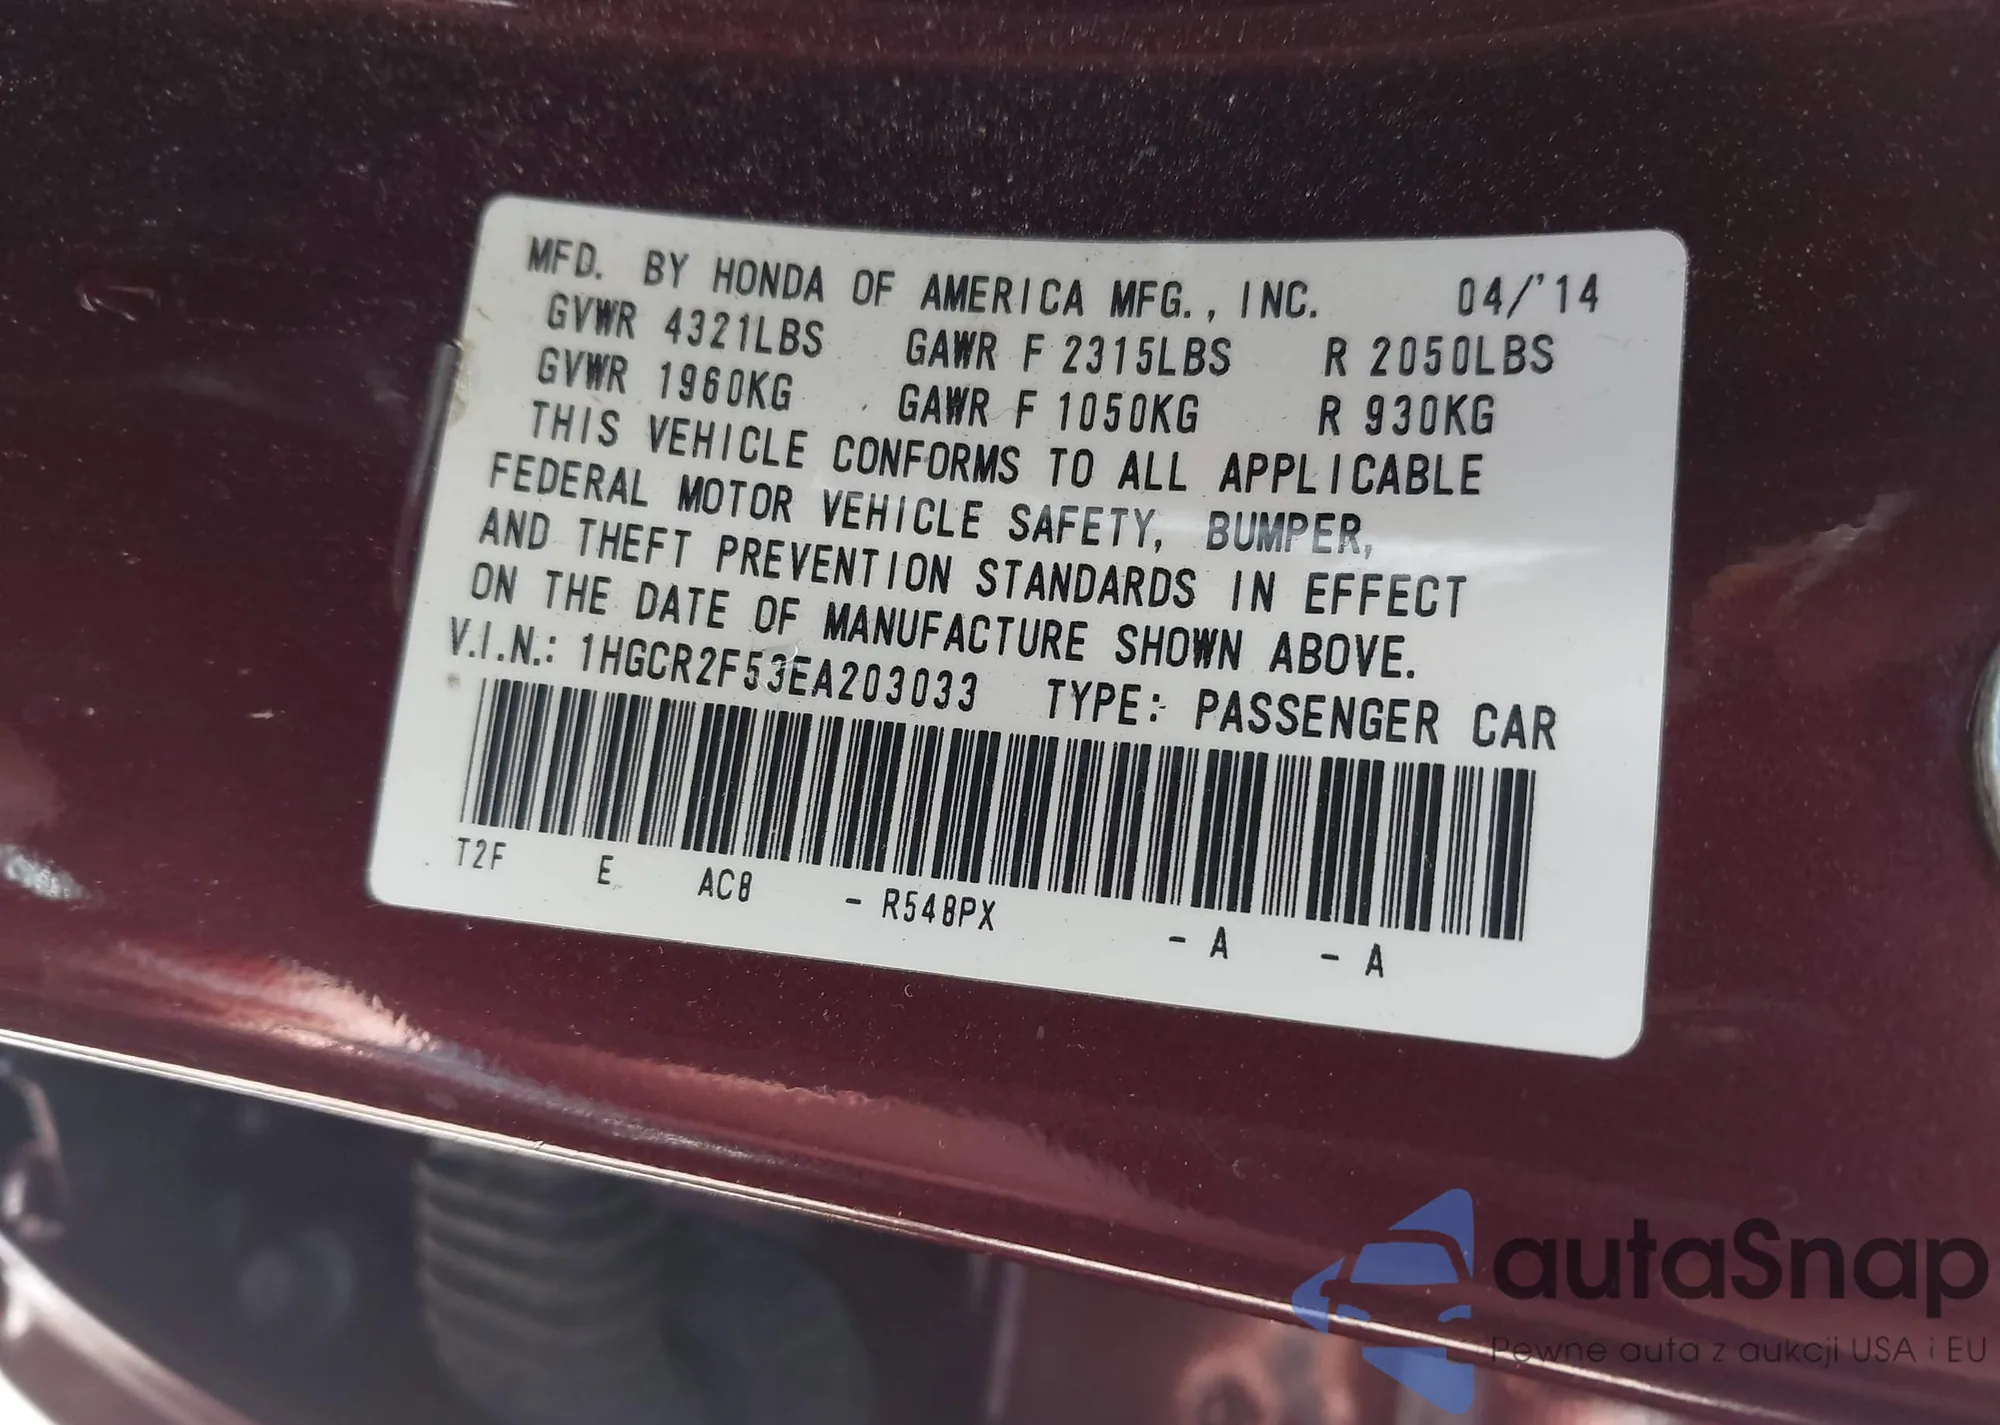 MFD. BY HONDA OF AMERICA MFG., INC. 04/'14
GVWR 4321LBS GAWR F 2315LBS R 2050LBS
GVWR 1960KG GAWR F 1050KG R 930KG
THIS VEHICLE CONFORMS TO ALL APPLICABLE
FEDERAL MOTOR VEHICLE SAFETY, BUMPER,
AND THEFT PREVENTION STANDARDS IN EFFECT
ON THE DATE OF MANUFACTURE SHOWN ABOVE.
V.I.N.: 1HGCR2F53EA203033 TYPE: PASSENGER CAR
T2F E AC8 - R548PX - A - A
autaSnap
Pewne auta z aukcji USA i EU